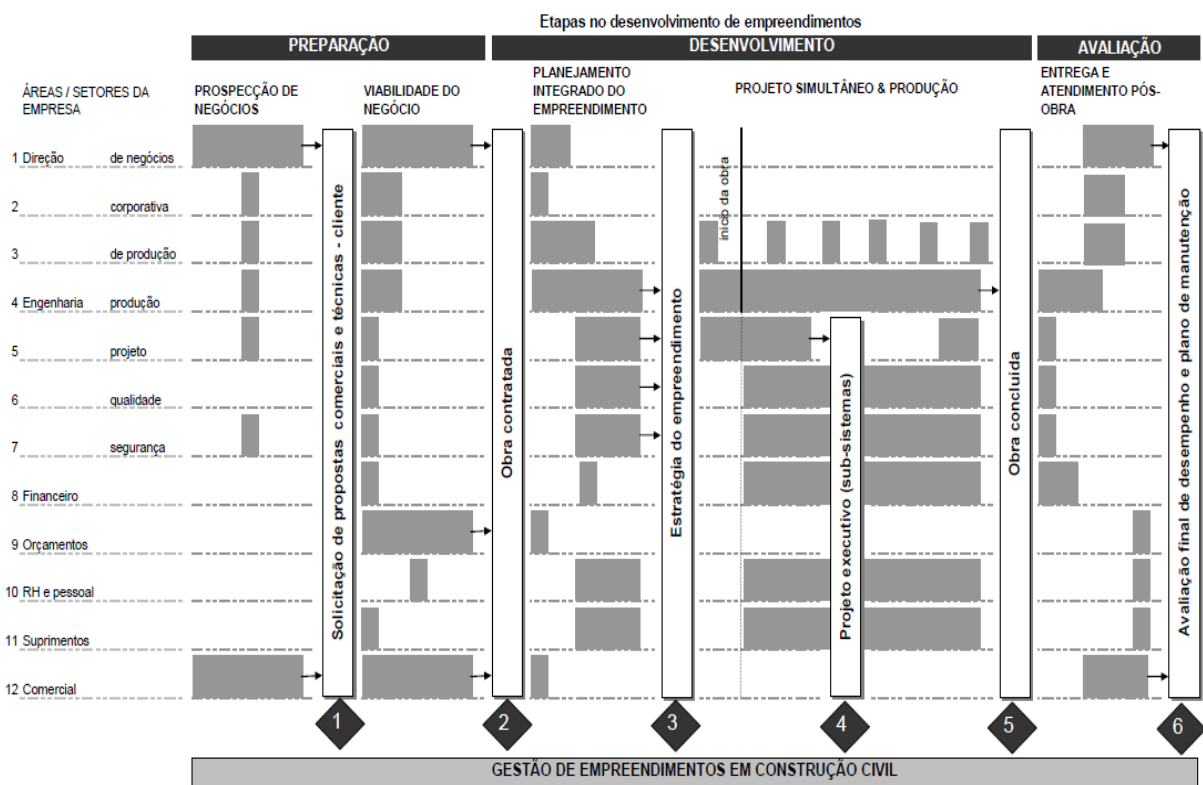 Etapas no desenvolvimento de empreendimentos
PREPARAÇÃO
DESENVOLVIMENTO
AVALIAÇÃO
ÁREAS / SETORES DA
EMPRESA
PROSPECÇÃO DE
NEGÓCIOS
VIABILIDADE DO
NEGÓCIO
PLANEJAMENTO
INTEGRADO DO
EMPREENDIMENTO
PROJETO SIMULTÂNEO & PRODUÇÃO
ENTREGA E
ATENDIMENTO PÓS-
OBRA
1 Direção de negócios
2 corporativa
3 de produção
4 Engenharia produção
5 projeto
6 qualidade
7 segurança
8 Financeiro
9 Orçamentos
10 RH e pessoal
11 Suprimentos
12 Comercial
Solicitação de propostas comerciais e técnicas - cliente
Obra contratada
Estratégia do empreendimento
início da obra
Projeto executivo (sub-sistemas)
Obra concluída
Avaliação final de desempenho e plano de manutenção
1
2
3
4
5
6
GESTÃO DE EMPREENDIMENTOS EM CONSTRUÇÃO CIVIL